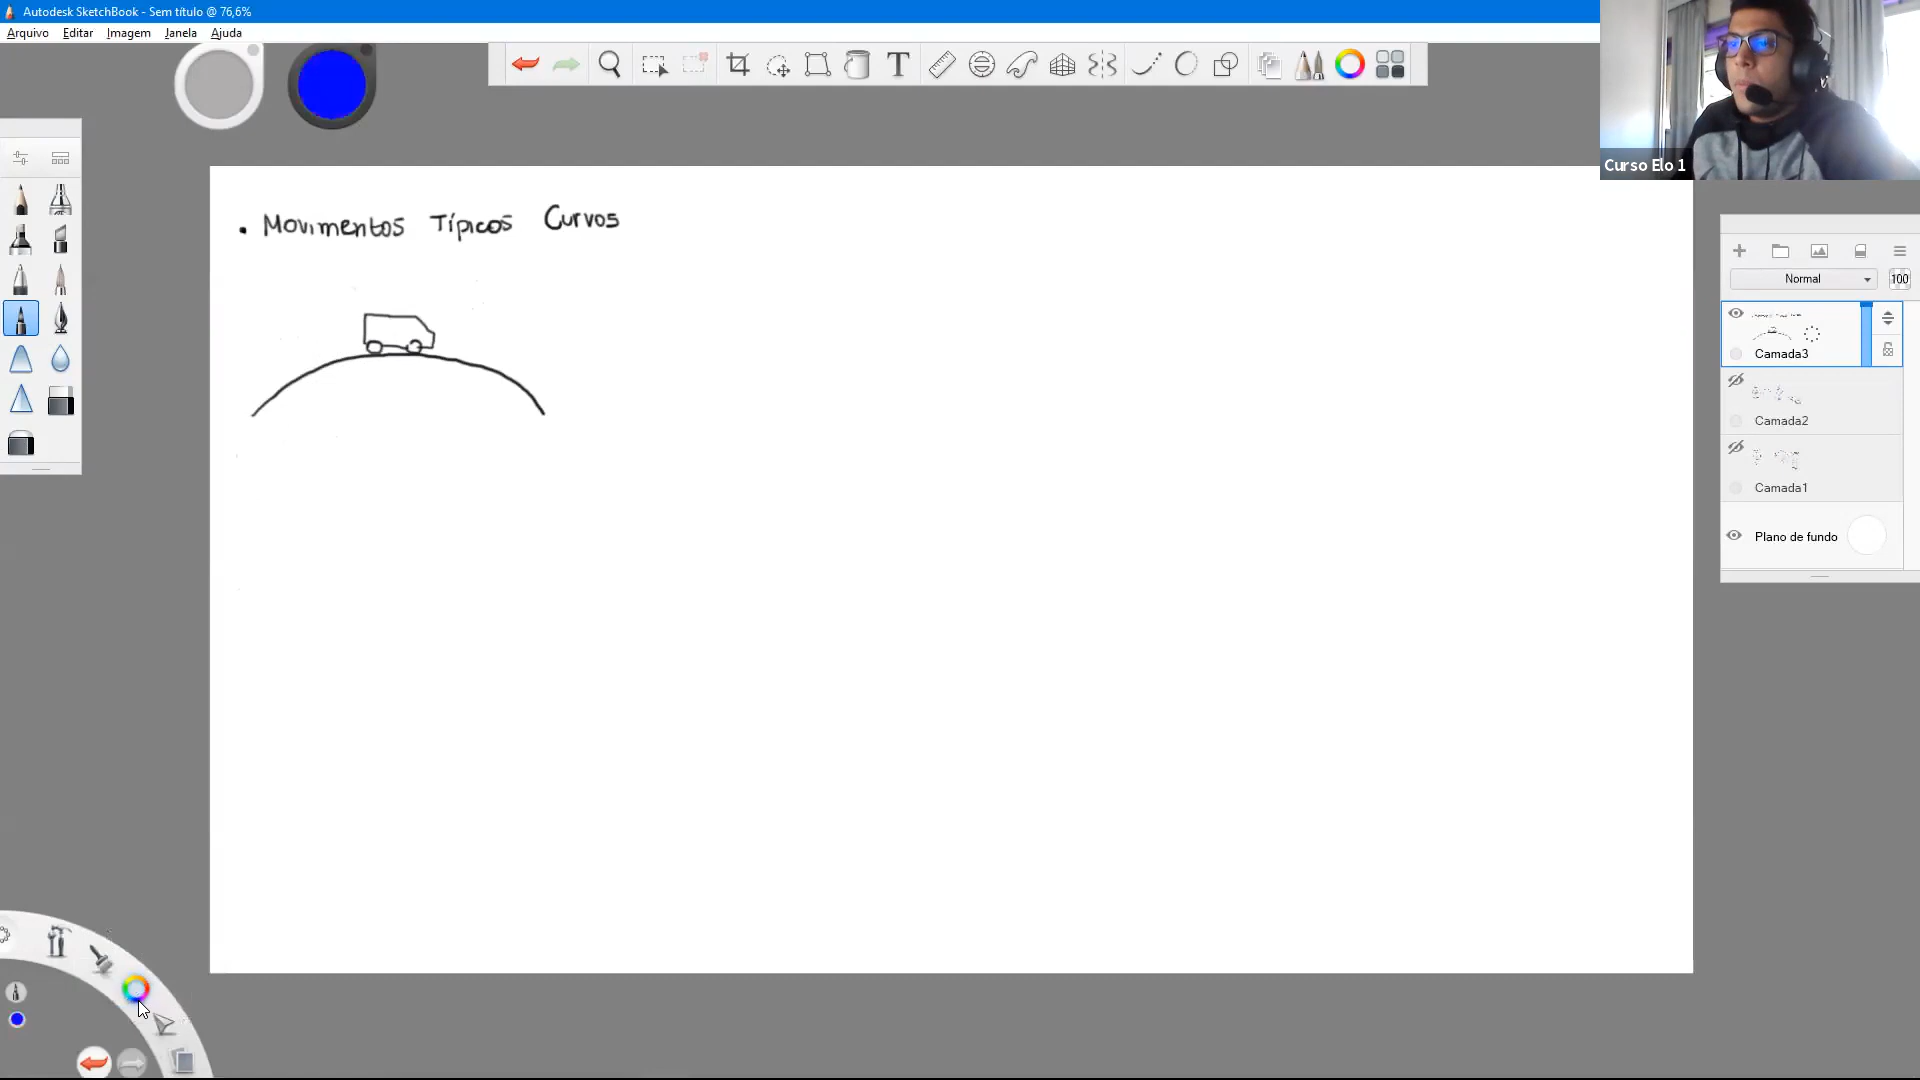 Autodesk SketchBook - Sem título @ 76,6%
Arquivo Editar Imagem Janela Ajuda
T
Curso Elo 1
• Movimentos Típicos Curvos
Normal 100
Camada3
Camada2
Camada1
Plano de fundo